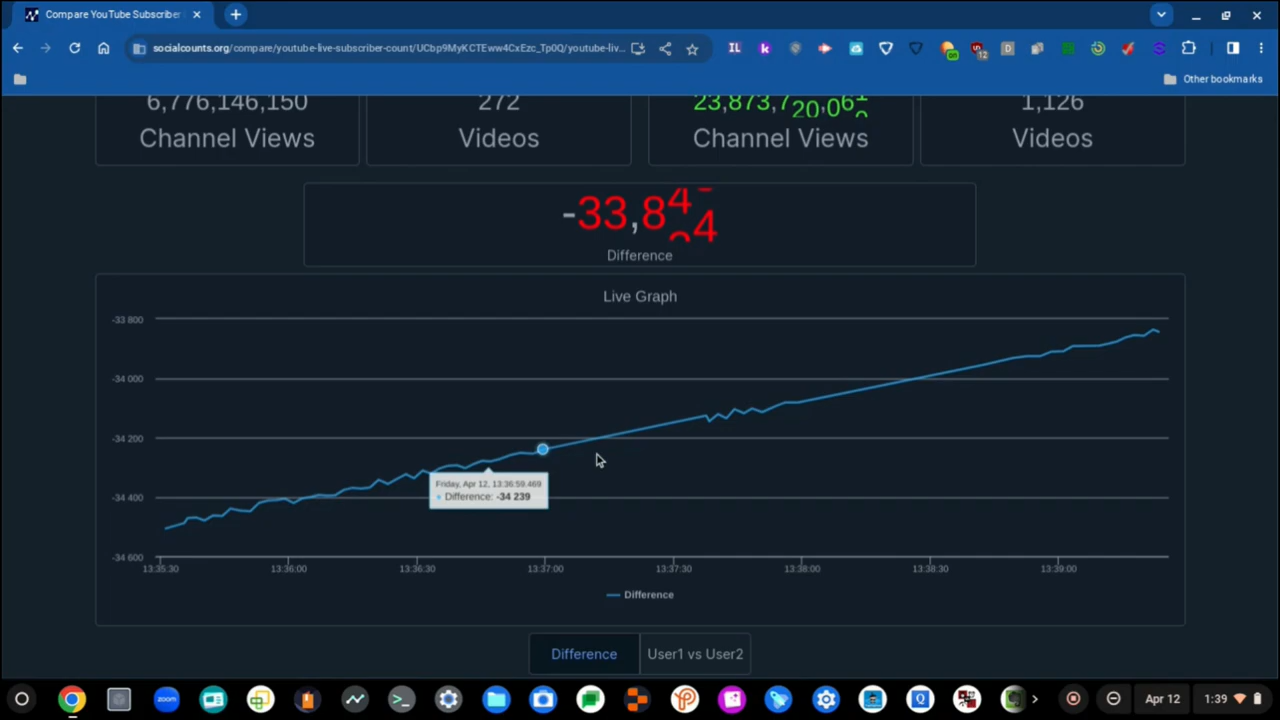 Compare YouTube Subscriber
socialcounts.org/compare/youtube-live-subscriber-count/UCbp9MyKCTEww4CxEzc_Tp0Q/youtube-liv...
IL
k
12
D
Other bookmarks
6,776,146,150
272
1,126
Channel Views
Videos
Channel Views
Videos
Difference
Live Graph
-33 800
-34 000
-34 200
-34 400
-34 600
Friday, Apr 12, 13:36:59.469
Difference: -34 239
13:35:30
13:36:00
13:36:30
13:37:00
13:37:30
13:38:00
13:38:30
13:39:00
Difference
Difference
User1 vs User2
zoom
Q
Apr 12
1:39